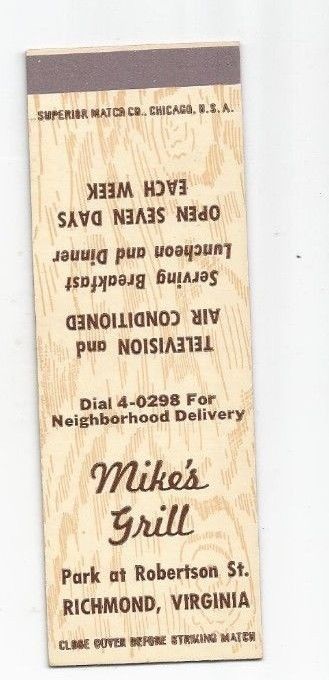 SUPERIOR MATCH CO., CHICAGO, U.S.A.
TELEVISION and
AIR CONDITIONED
Serving Breakfast
Luncheon and Dinner
OPEN SEVEN DAYS
EACH WEEK
Dial 4-0298 For
Neighborhood Delivery
Mike's
Grill
Park at Robertson St.
RICHMOND, VIRGINIA
CLOSE COVER BEFORE STRIKING MATCH